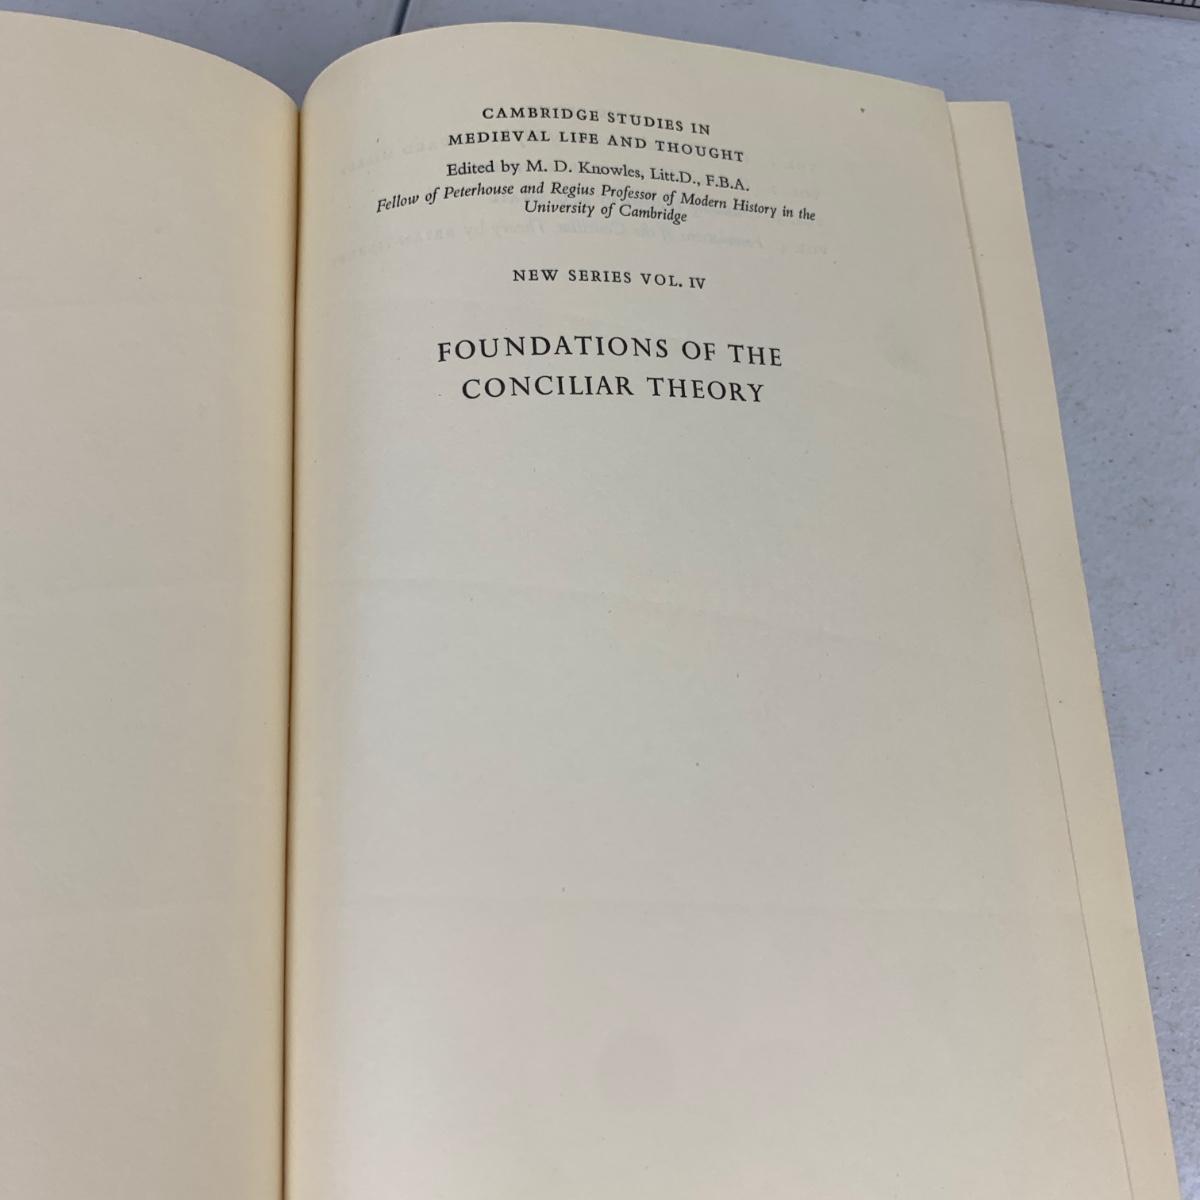 CAMBRIDGE STUDIES IN
MEDIEVAL LIFE AND THOUGHT
Edited by M. D. Knowles, Litt.D., F.B.A.
Fellow of Peterhouse and Regius Professor of Modern History in the
University of Cambridge
NEW SERIES VOL. IV
FOUNDATIONS OF THE
CONCILIAR THEORY